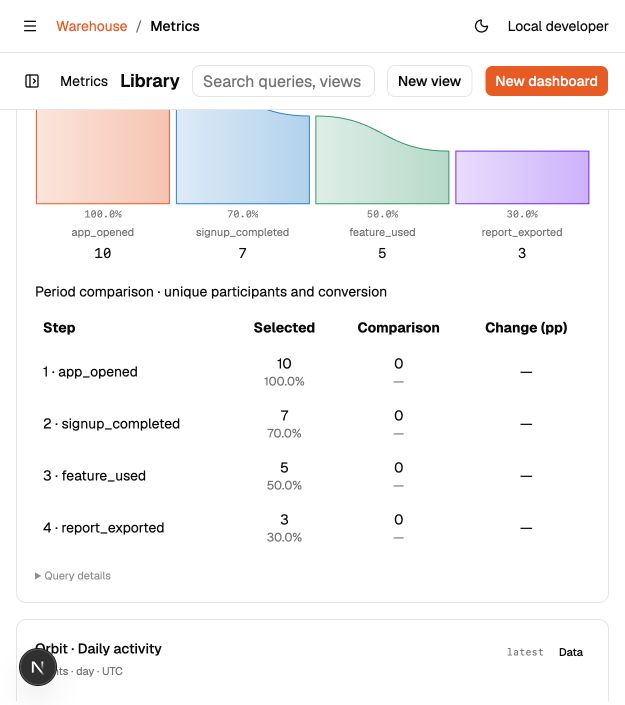 Warehouse / Metrics Local developer
Metrics Library Search queries, views New view New dashboard
100.0% 70.0% 50.0% 30.0%
app_opened signup_completed feature_used report_exported
10 7 5 3
Period comparison · unique participants and conversion
Step Selected Comparison Change (pp)
1 · app_opened 10 0 —
100.0% —
2 · signup_completed 7 0 —
70.0% —
3 · feature_used 5 0 —
50.0% —
4 · report_exported 3 0 —
30.0% —
Query details
Orbit · Daily activity latest Data
N
· day · UTC